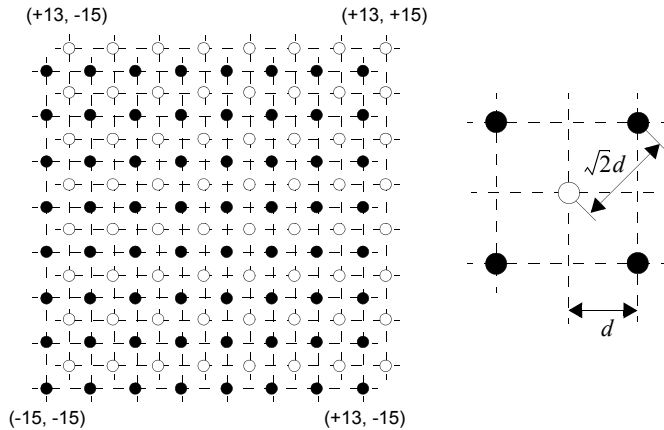 (+13, -15)
(+13, +15)
√2d
d
(-15, -15)
(+13, -15)